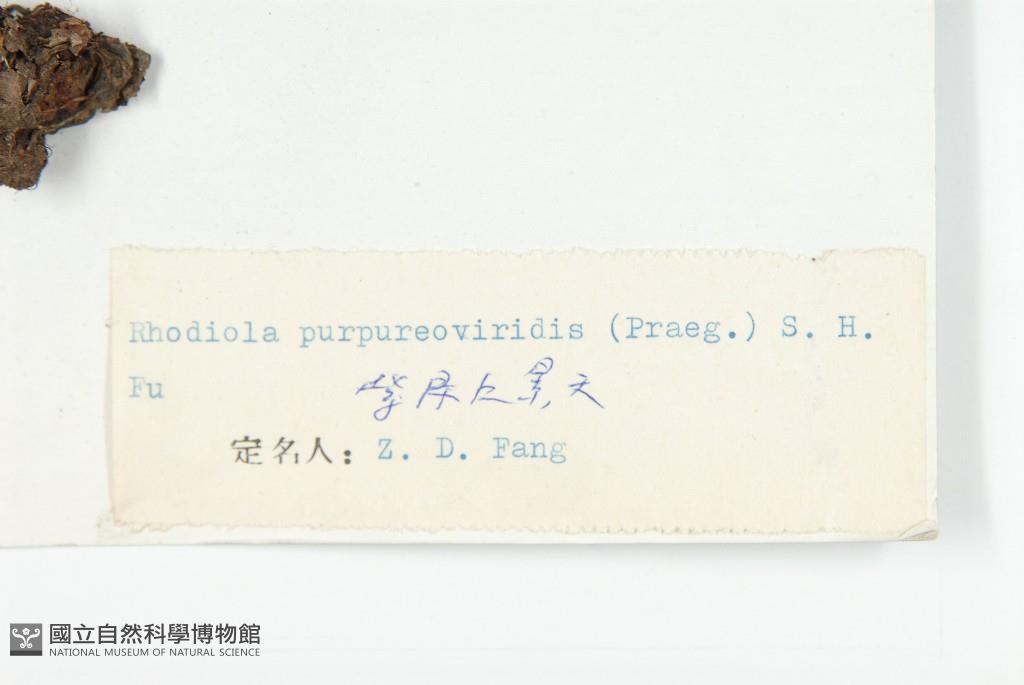 Rhodiola purpureoviridis (Praeg.) S. H.
Fu 紫绿红景天
定名人: Z. D. Fang
國立自然科學博物館
NATIONAL MUSEUM OF NATURAL SCIENCE